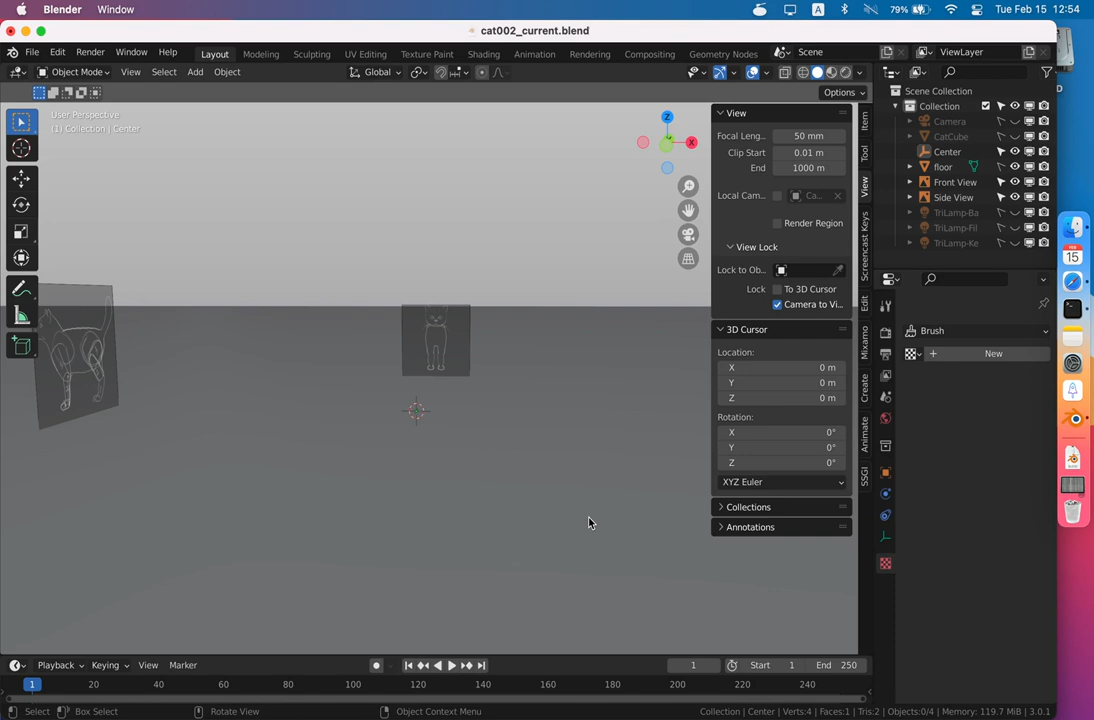 Blender Window A 79% Tue Feb 15 12:54
cat002_current.blend
File Edit Render Window Help Layout Modeling Sculpting UV Editing Texture Paint Shading Animation Rendering Compositing Geometry Nodes Scene ViewLayer
Object Mode View Select Add Object Global
Options
User Perspective
(1) Collection | Center
Z
X
View
Focal Leng... 50 mm
Clip Start 0.01 m
End 1000 m
Local Cam... Ca...
Render Region
View Lock
Lock to Ob...
Lock To 3D Cursor
Camera to Vi...
3D Cursor
Location:
X 0 m
Y 0 m
Z 0 m
Rotation:
X 0°
Y 0°
Z 0°
XYZ Euler
Collections
Annotations
Item
Tool
View
Screencast Keys
Edit
Mixamo
Create
Animate
SSGI
Scene Collection
Collection
Camera
CatCube
Center
floor
Front View
Side View
TriLamp-Ba
TriLamp-Fil
TriLamp-Ke
Brush
New
FEB
15
Playback Keying View Marker 1 Start 1 End 250
1 20 40 60 80 100 120 140 160 180 200 220 240
Select Box Select Rotate View Object Context Menu Collection | Center | Verts:4 | Faces:1 | Tris:2 | Objects:0/4 | Memory: 119.7 MiB | 3.0.1